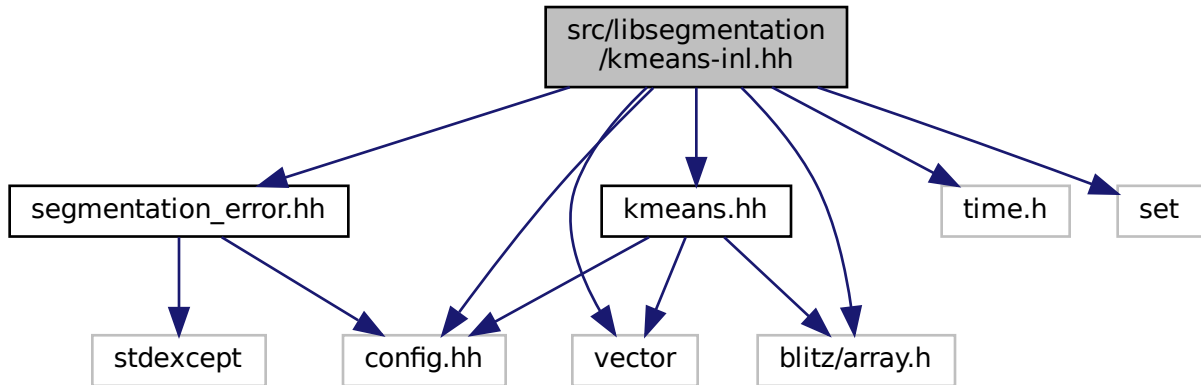 src/libsegmentation
/kmeans-inl.hh
segmentation_error.hh
kmeans.hh
time.h
set
stdexcept
config.hh
vector
blitz/array.h